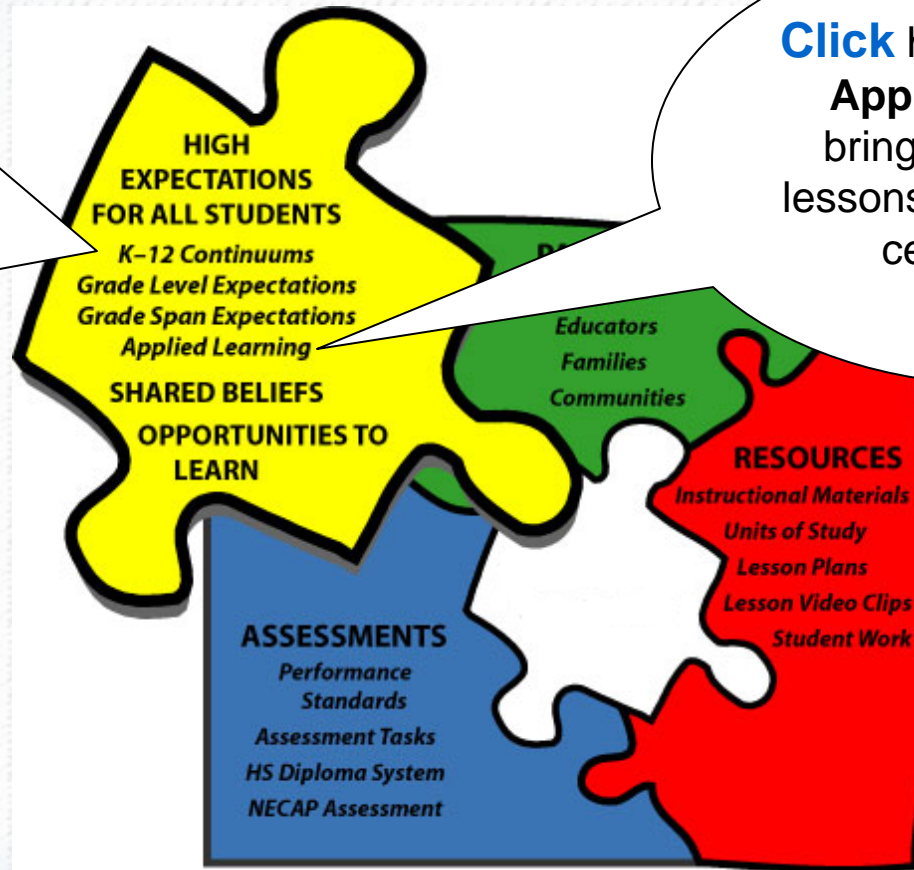 Click
App
bring
lessons
ce
HIGH
EXPECTATIONS
FOR ALL STUDENTS
K–12 Continuums
Grade Level Expectations
Grade Span Expectations
Applied Learning
SHARED BELIEFS
OPPORTUNITIES TO
LEARN
Educators
Families
Communities
RESOURCES
Instructional Materials
Units of Study
Lesson Plans
Lesson Video Clips
Student Work
ASSESSMENTS
Performance
Standards
Assessment Tasks
HS Diploma System
NECAP Assessment